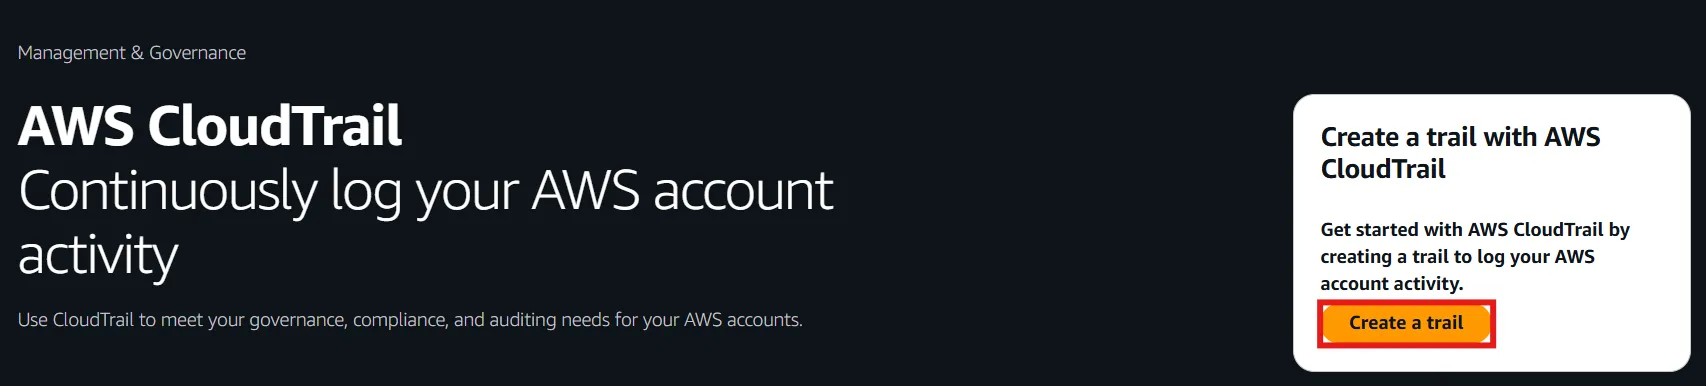 Management & Governance
AWS CloudTrail
Continuously log your AWS account
activity
Use CloudTrail to meet your governance, compliance, and auditing needs for your AWS accounts.
Create a trail with AWS
CloudTrail
Get started with AWS CloudTrail by
creating a trail to log your AWS
account activity.
Create a trail